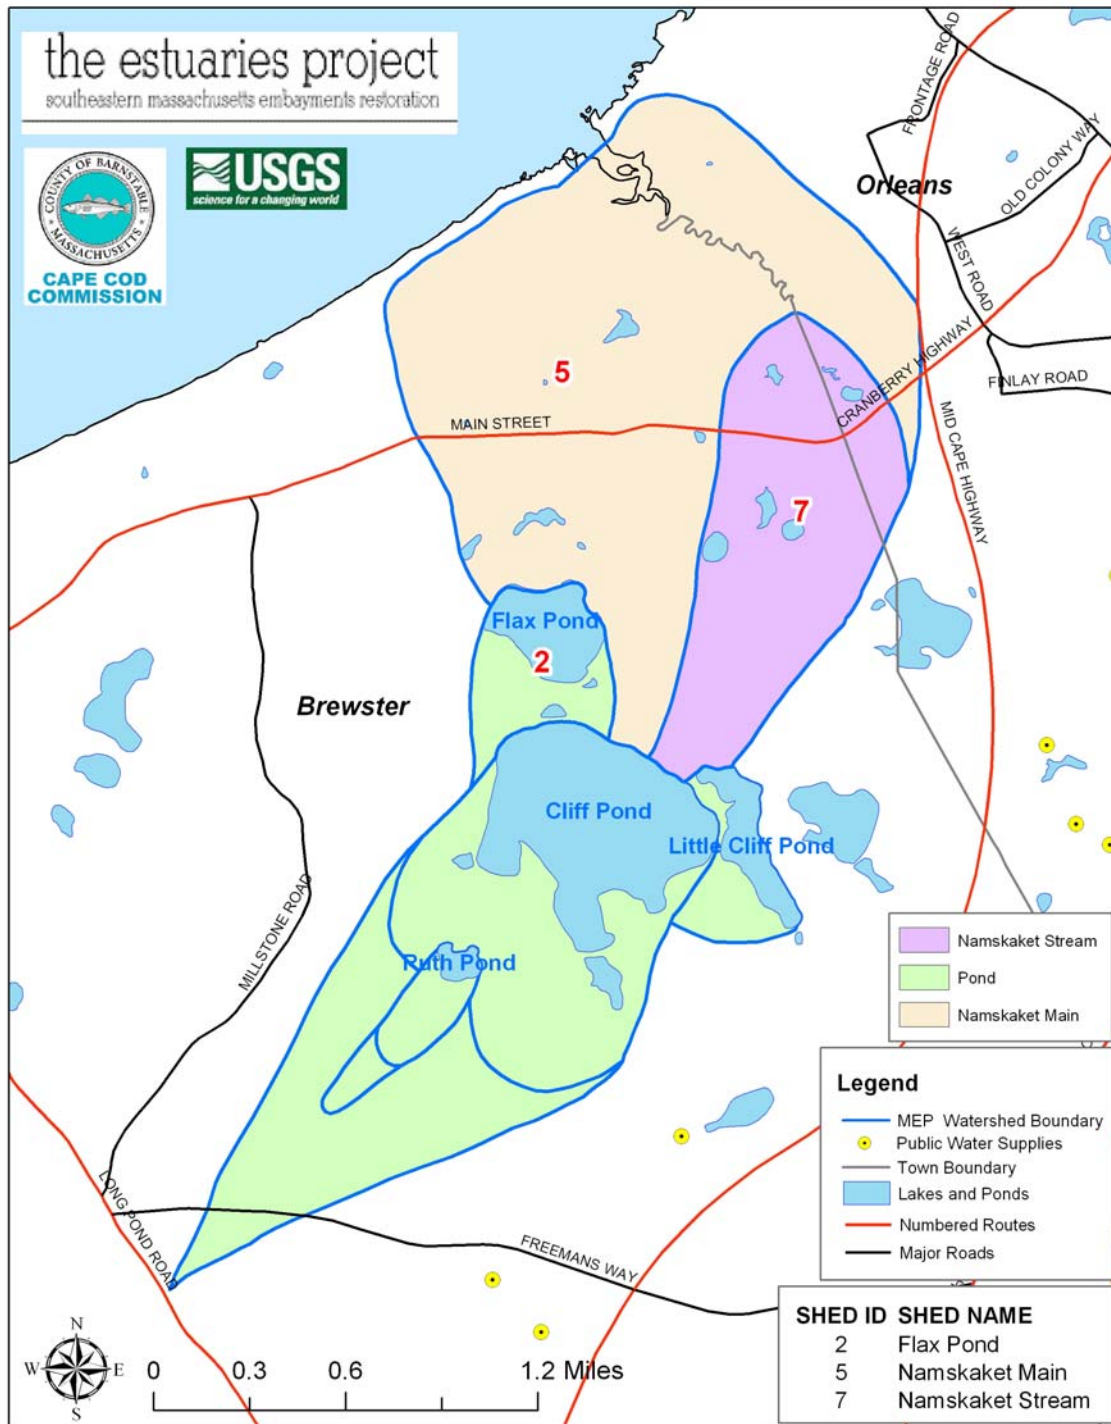 the estuaries project
southeastern massachusetts embayments restoration
COUNTY OF BARNSTABLE
MASSACHUSETTS
CAPE COD
COMMISSION
USGS
science for a changing world
FRONTAGE ROAD
OLD COLONY WAY
Orleans
WEST ROAD
CRANBERRY HIGHWAY
FINLAY ROAD
5
MAIN STREET
MID CAPE HIGHWAY
7
Flax Pond
2
Brewster
Cliff Pond
Little Cliff Pond
MILLSTONE ROAD
Ruth Pond
Namskaket Stream
Pond
Namskaket Main
Legend
MEP Watershed Boundary
Public Water Supplies
Town Boundary
Lakes and Ponds
Numbered Routes
Major Roads
LONG POND ROAD
FREEMANS WAY
SHED ID SHED NAME
2 Flax Pond
5 Namskaket Main
7 Namskaket Stream
N
W E
S
0 0.3 0.6 1.2 Miles